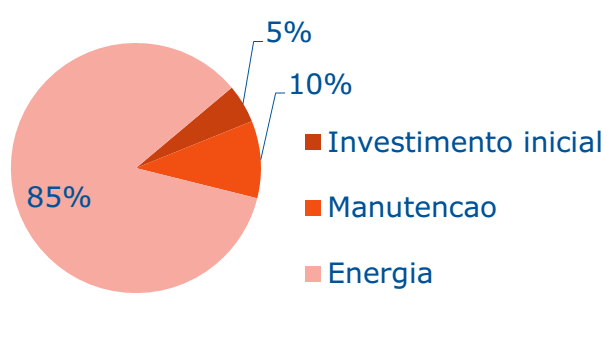 5%
10%
Investimento inicial
85%
Manutencao
Energia